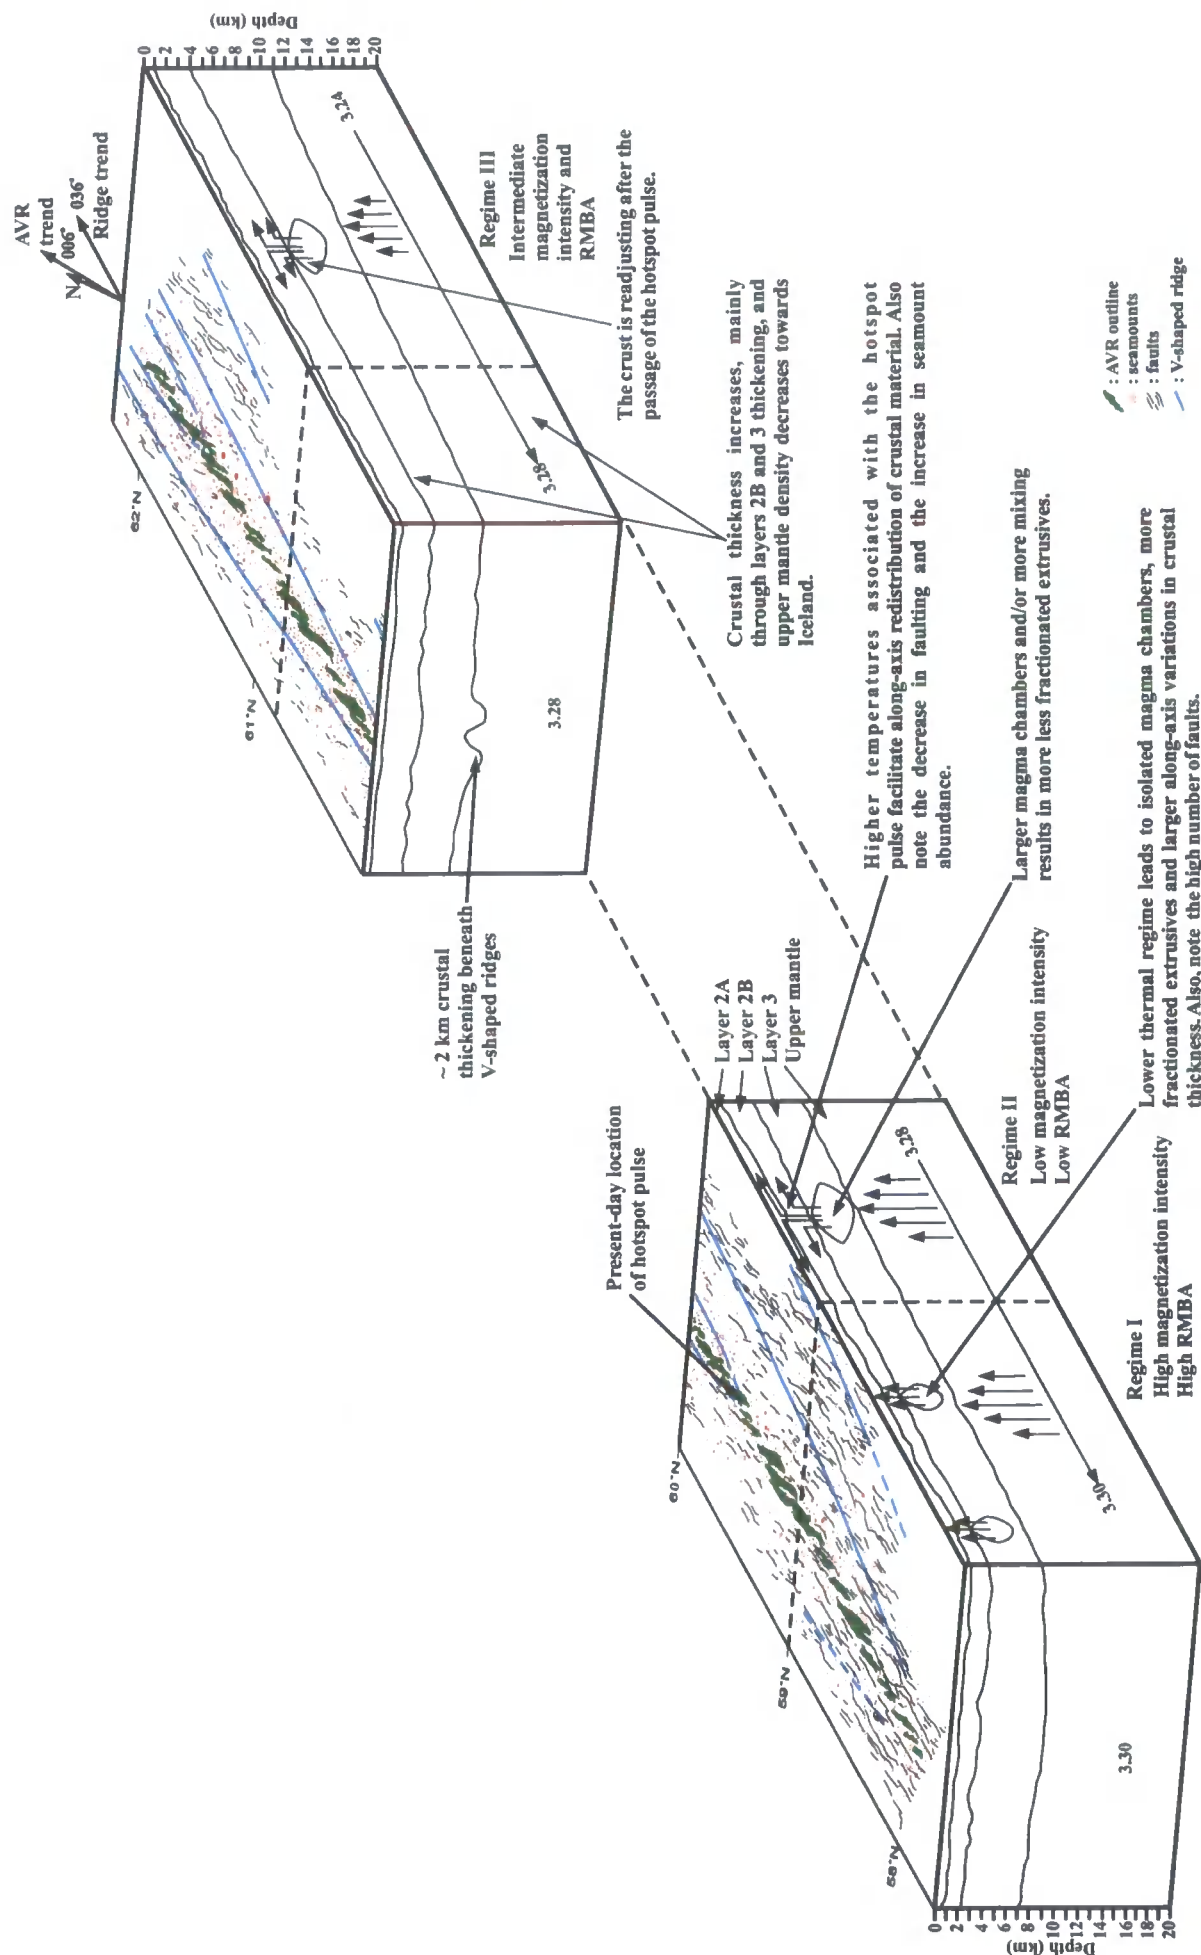 Depth (km)
0
2
4
6
8
10
12
14
16
18
20
AVR
trend
N
006°
036°
Ridge trend
62°N
61°N
3.24
3.28
3.28
Regime III
Intermediate
magnetization
intensity and
RMBA
The crust is readjusting after the
passage of the hotspot pulse.
Crustal thickness increases, mainly
through layers 2B and 3 thickening, and
upper mantle density decreases towards
Iceland.
~ 2 km crustal
thickening beneath
V-shaped ridges
Higher temperatures associated with the hotspot
pulse facilitate along-axis redistribution of crustal material. Also
note the decrease in faulting and the increase in seamount
abundance.
Larger magma chambers and/or more mixing
results in more less fractionated extrusives.
Lower thermal regime leads to isolated magma chambers, more
fractionated extrusives and larger along-axis variations in crustal
thickness. Also, note the high number of faults.
: AVR outline
: seamounts
: faults
: V-shaped ridge
Present-day location
of hotspot pulse
Layer 2A
Layer 2B
Layer 3
Upper mantle
60°N
59°N
58°N
3.28
3.30
3.30
Regime II
Low magnetization intensity
Low RMBA
Regime I
High magnetization intensity
High RMBA
0
2
4
6
8
10
12
14
16
18
20
Depth (km)